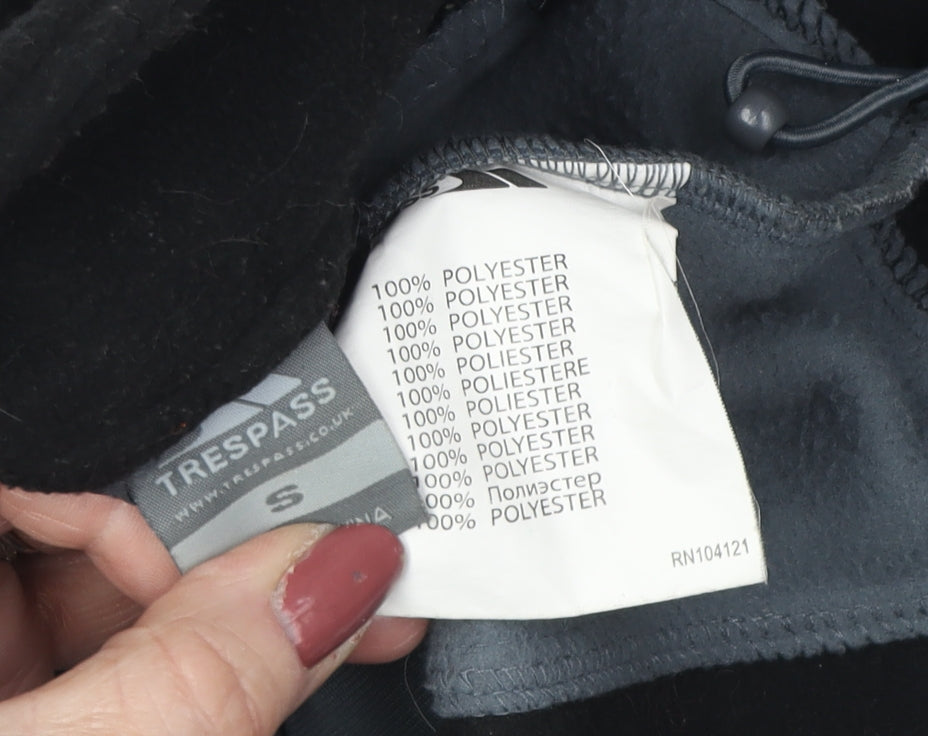 100% POLYESTER
100% POLYESTER
100% POLYESTER
100% POLYESTER
100% POLIESTER
100% POLIESTERE
100% POLIESTER
100% POLYESTER
100% POLYESTER
100% POLYESTER
100% Полиэстер
100% POLYESTER
RN104121
TRESPASS
WWW.TRESPASS.CO.UK
S